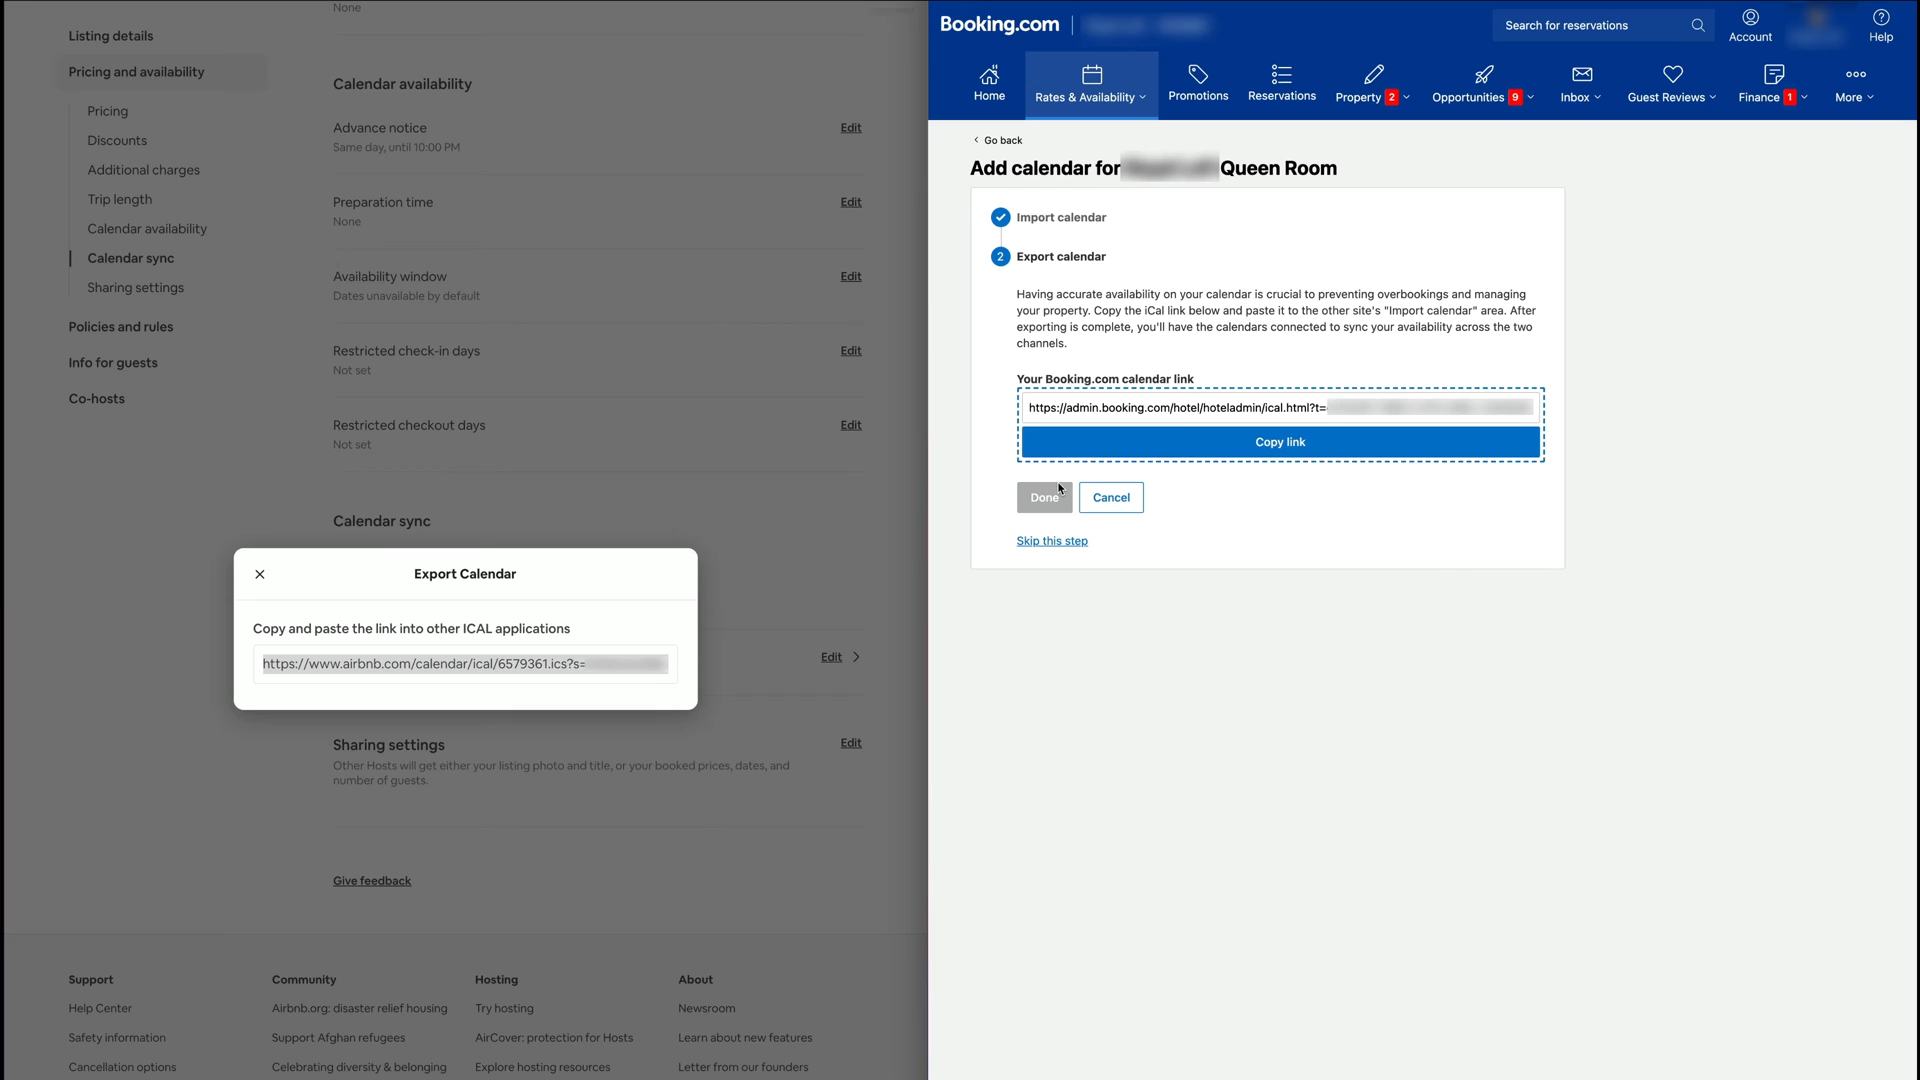 None
Listing details
Pricing and availability
Pricing
Discounts
Additional charges
Trip length
Calendar availability
Calendar sync
Sharing settings
Policies and rules
Info for guests
Co-hosts
Calendar availability
Advance notice
Edit
Same day, until 10:00 PM
Preparation time
Edit
None
Availability window
Edit
Dates unavailable by default
Restricted check-in days
Edit
Not set
Restricted checkout days
Edit
Not set
Calendar sync
Export Calendar
Copy and paste the link into other ICAL applications
https://www.airbnb.com/calendar/ical/6579361.ics?s=
Edit
Sharing settings
Edit
Other Hosts will get either your listing photo and title, or your booked prices, dates, and
number of guests.
Give feedback
Support
Help Center
Safety information
Cancellation options
Community
Airbnb.org: disaster relief housing
Support Afghan refugees
Celebrating diversity & belonging
Hosting
Try hosting
AirCover: protection for Hosts
Explore hosting resources
About
Newsroom
Learn about new features
Letter from our founders
Booking.com
Search for reservations
Account
Help
Home
Rates & Availability
Promotions
Reservations
Property 2
Opportunities 9
Inbox
Guest Reviews
Finance 1
More
Go back
Add calendar for Queen Room
Import calendar
2 Export calendar
Having accurate availability on your calendar is crucial to preventing overbookings and managing
your property. Copy the iCal link below and paste it to the other site's "Import calendar" area. After
exporting is complete, you'll have the calendars connected to sync your availability across the two
channels.
Your Booking.com calendar link
https://admin.booking.com/hotel/hoteladmin/ical.html?t=
Copy link
Done
Cancel
Skip this step